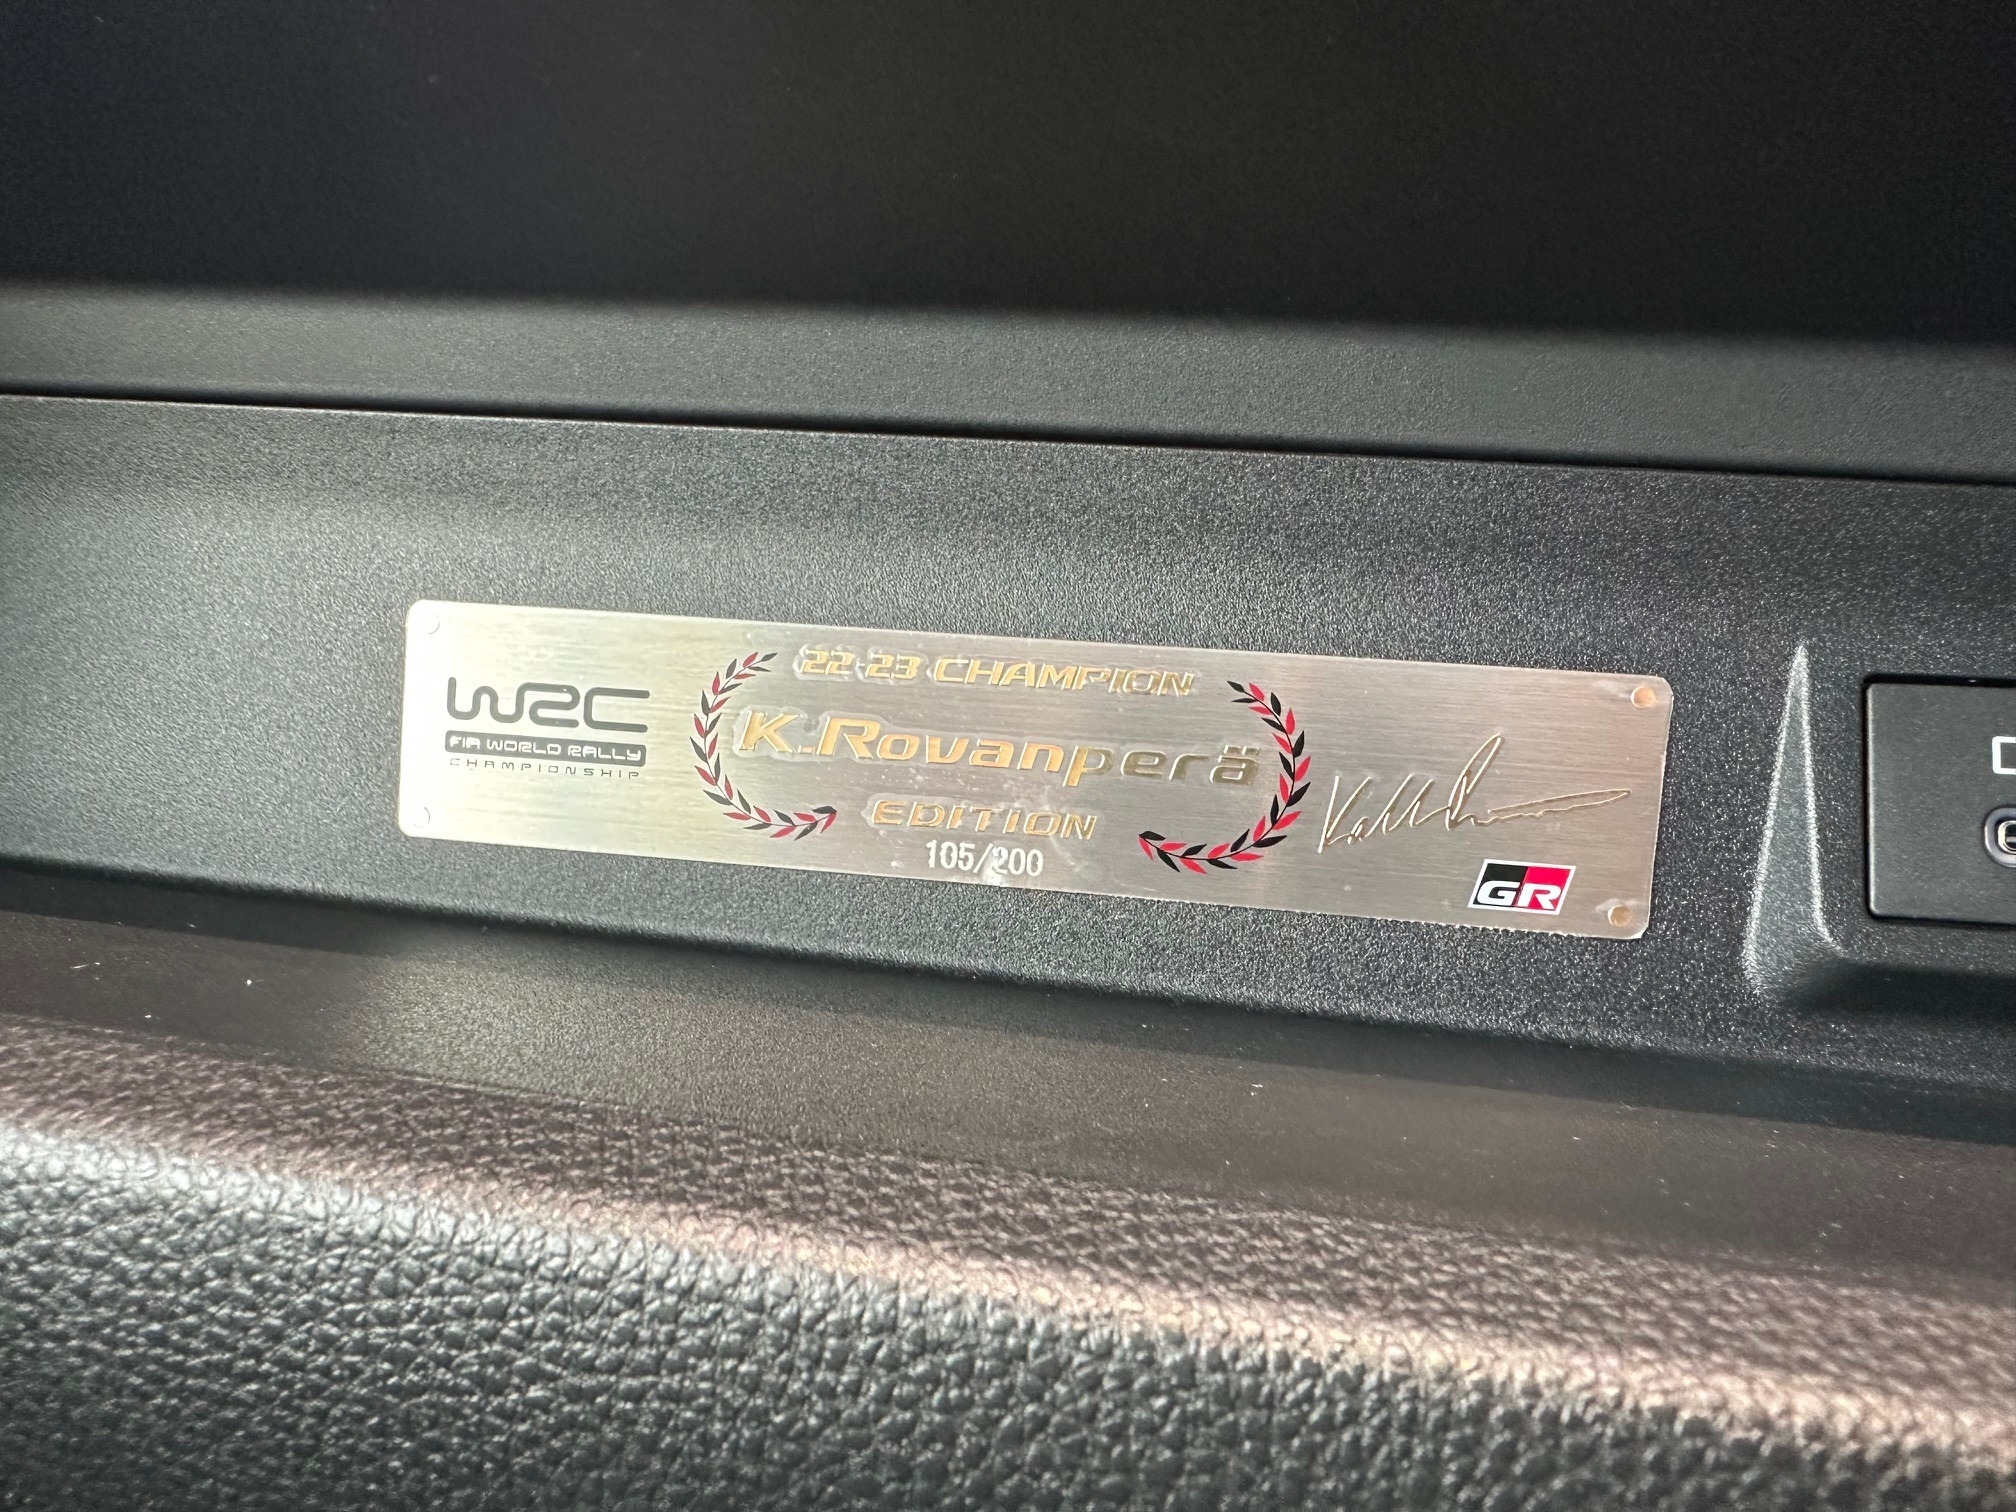 WRC
FIA WORLD RALLY
CHAMPIONSHIP
22-23 CHAMPION
K.Rovanperä
EDITION
105/200
GR